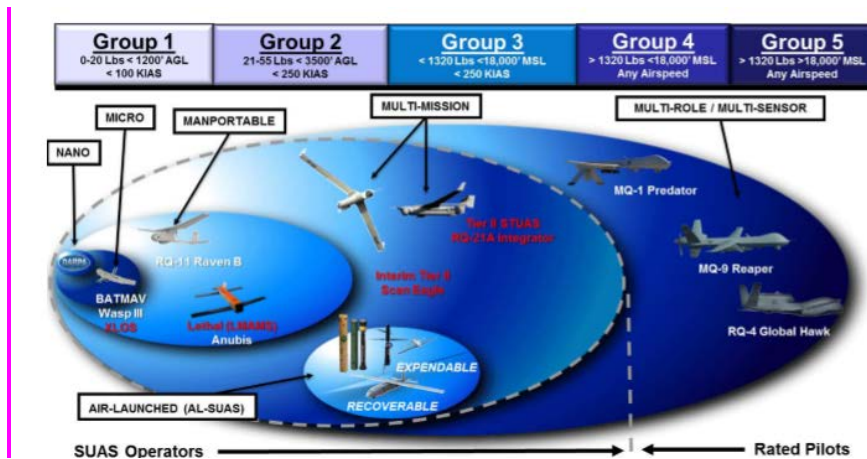 Group 1
0-20 Lbs < 1200' AGL
< 100 KIAS
Group 2
21-55 Lbs < 3500' AGL
< 250 KIAS
Group 3
< 1320 Lbs <18,000' MSL
< 250 KIAS
Group 4
> 1320 Lbs <18,000' MSL
Any Airspeed
Group 5
> 1320 Lbs >18,000' MSL
Any Airspeed
MULTI-MISSION
MULTI-ROLE / MULTI-SENSOR
MICRO
MANPORTABLE
NANO
MQ-1 Predator
Tier II STUAS
RQ-21A Integrator
RQ-11 Raven B
MQ-9 Reaper
DARPA
Interim Tier II
Scan Eagle
BATMAV
Wasp III
XLOS
Lethal (LMAMS)
Anubis
RQ-4 Global Hawk
EXPENDABLE
RECOVERABLE
AIR-LAUNCHED (AL-SUAS)
SUAS Operators
Rated Pilots